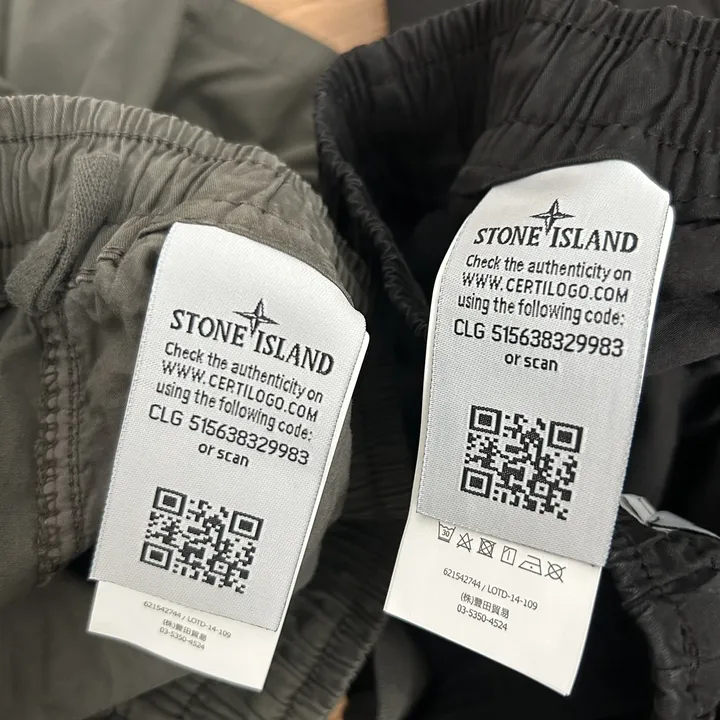 STONE ISLAND
Check the authenticity on
WWW.CERTILOGO.COM
using the following code:
CLG 515638329983
or scan
621542744 / LOTD-14-109
(株)豊田貿易
03-5350-4524
STONE ISLAND
Check the authenticity on
WWW.CERTILOGO.COM
using the following code:
CLG 515638329983
or scan
30
621542744 / LOTD-14-109
(株)豊田貿易
03-5350-4524